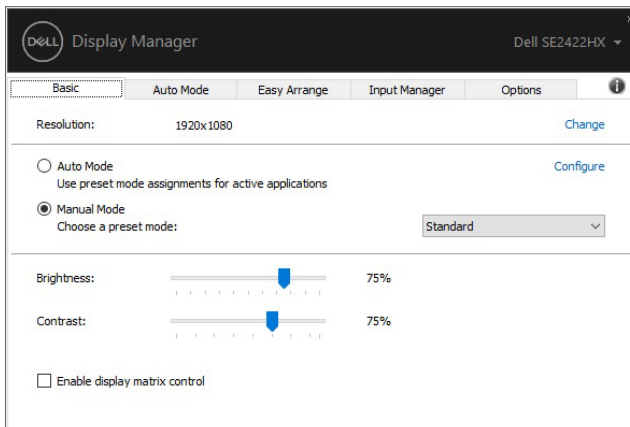 DELL Display Manager Dell SE2422HX
Basic Auto Mode Easy Arrange Input Manager Options
Resolution: 1920x1080 Change
Auto Mode Configure
Use preset mode assignments for active applications
Manual Mode
Choose a preset mode: Standard
Brightness: 75%
Contrast: 75%
Enable display matrix control